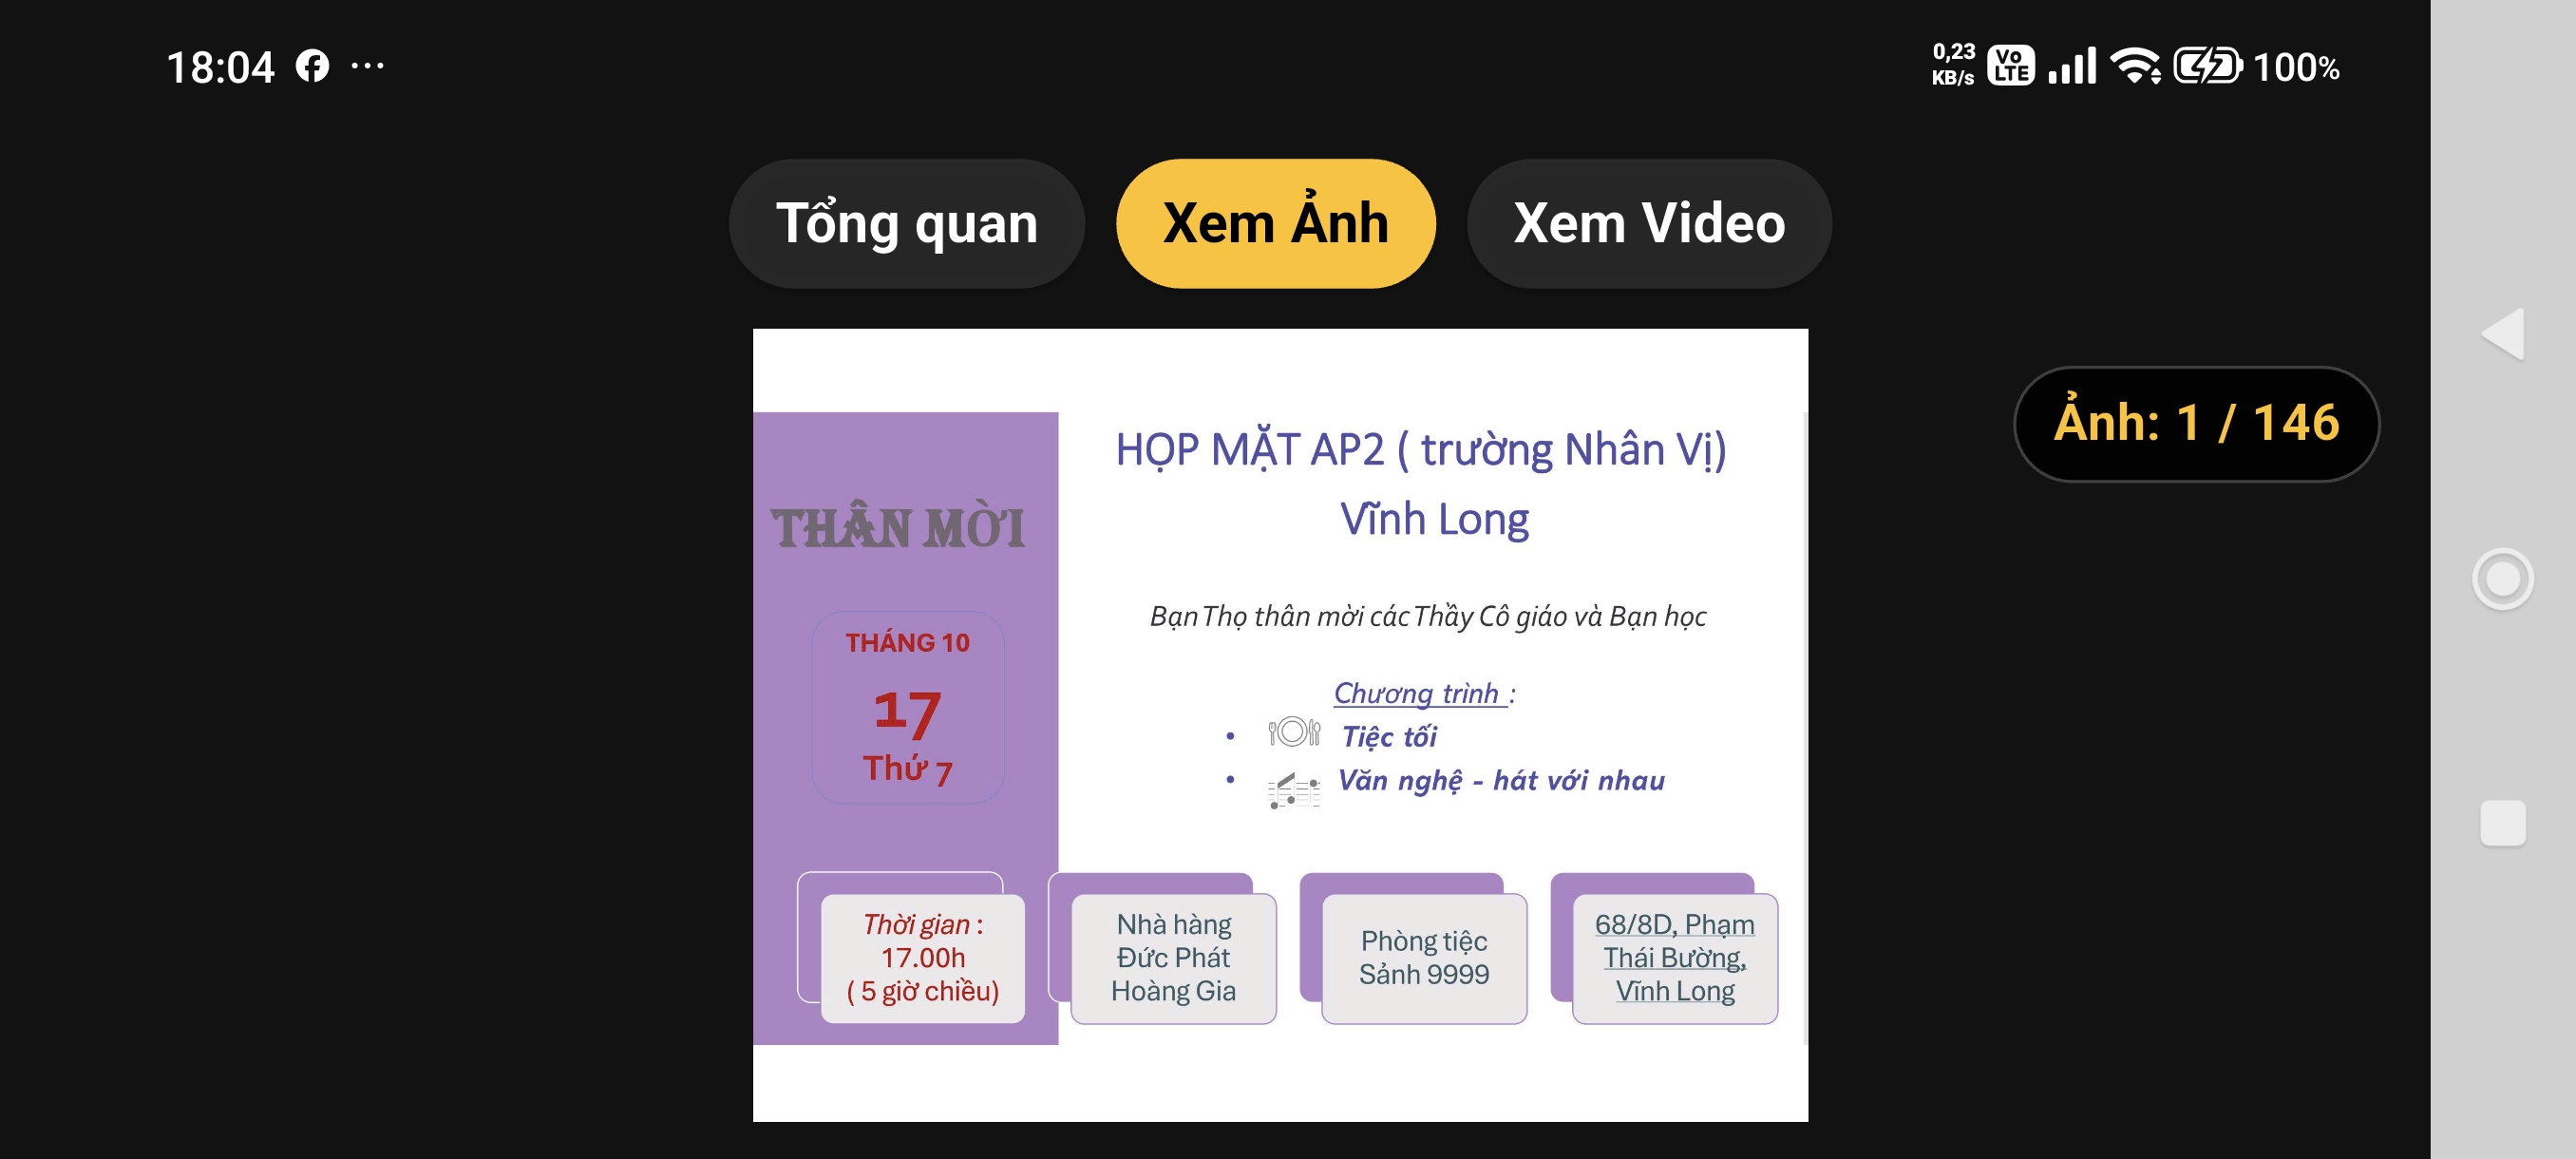 18:04
0,23
KB/s
Vo
LTE
100%
Tổng quan
Xem Ảnh
Xem Video
Ảnh: 1 / 146
THÂN MỜI
THÁNG 10
17
Thứ 7
HỌP MẶT AP2 ( trường Nhân Vị)
Vĩnh Long
Bạn Thọ thân mời các Thầy Cô giáo và Bạn học
Chương trình :
• Tiệc tối
• Văn nghệ - hát với nhau
Thời gian :
17.00h
( 5 giờ chiều)
Nhà hàng
Đức Phát
Hoàng Gia
Phòng tiệc
Sảnh 9999
68/8D, Phạm
Thái Bường,
Vĩnh Long